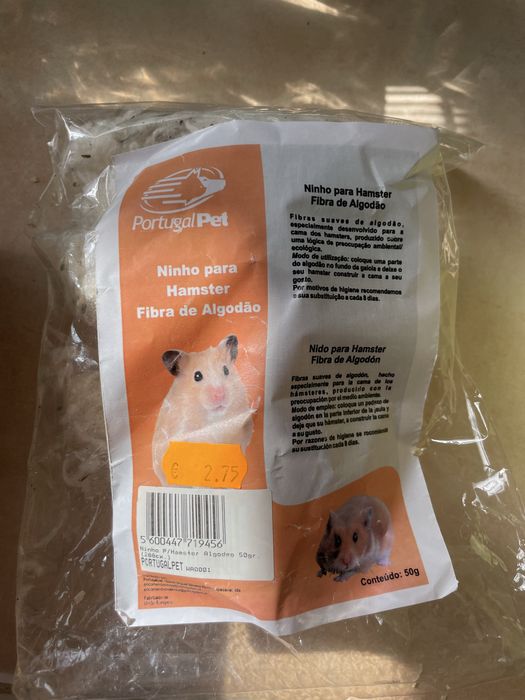 PortugalPet
Ninho para
Hamster
Fibra de Algodão
€ 2.75
5 600447 719456
Ninho P/Hamster Algodao 50gr.
PORTUGALPET WAOD01
Fabricado
União Europeia
Ninho para Hamster
Fibra de Algodão
Fibras suaves de algodão,
especialmente desenvolvido para a
cama dos hamsters, produzido sobre
uma lógica de preocupação ambiental/
ecológica.
Modo de utilização: coloque uma parte
do algodão no fundo da gaiola e deixe o
seu hamster construir a cama a seu
gosto.
Por motivos de higiene recomendamos
a sua substituição a cada 8 dias.
Nido para Hamster
Fibra de Algodón
Fibras suaves de algodón, hecho
especialmente para la cama de los
hámsteres, producido con la
preocupación por el medio ambiente.
Modo de empleo: coloque un pedazo de
algodón en la parte inferior de la jaula y
deje que su hámster, a construir la cama
a su gusto.
Por razones de higiene se recomienda
su sustitución cada 8 días.
Conteúdo: 50g